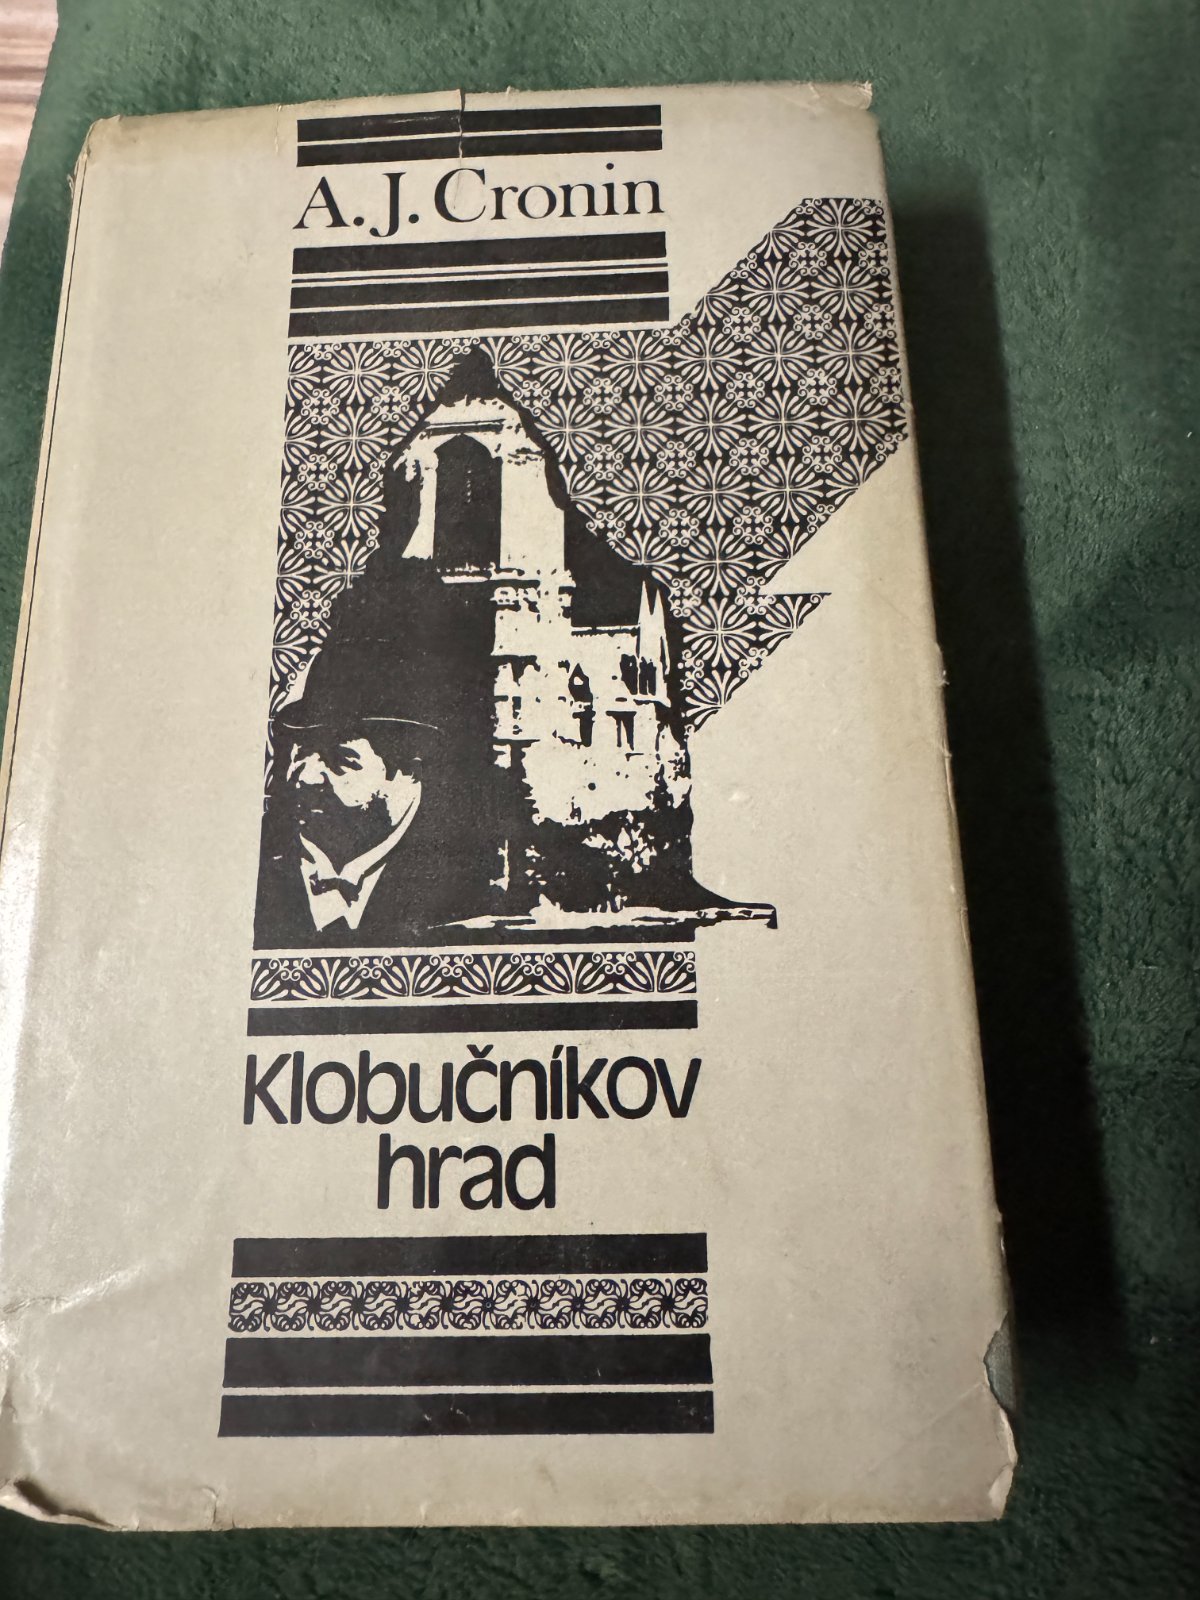 A. J. Cronin
Klobučníkov
hrad